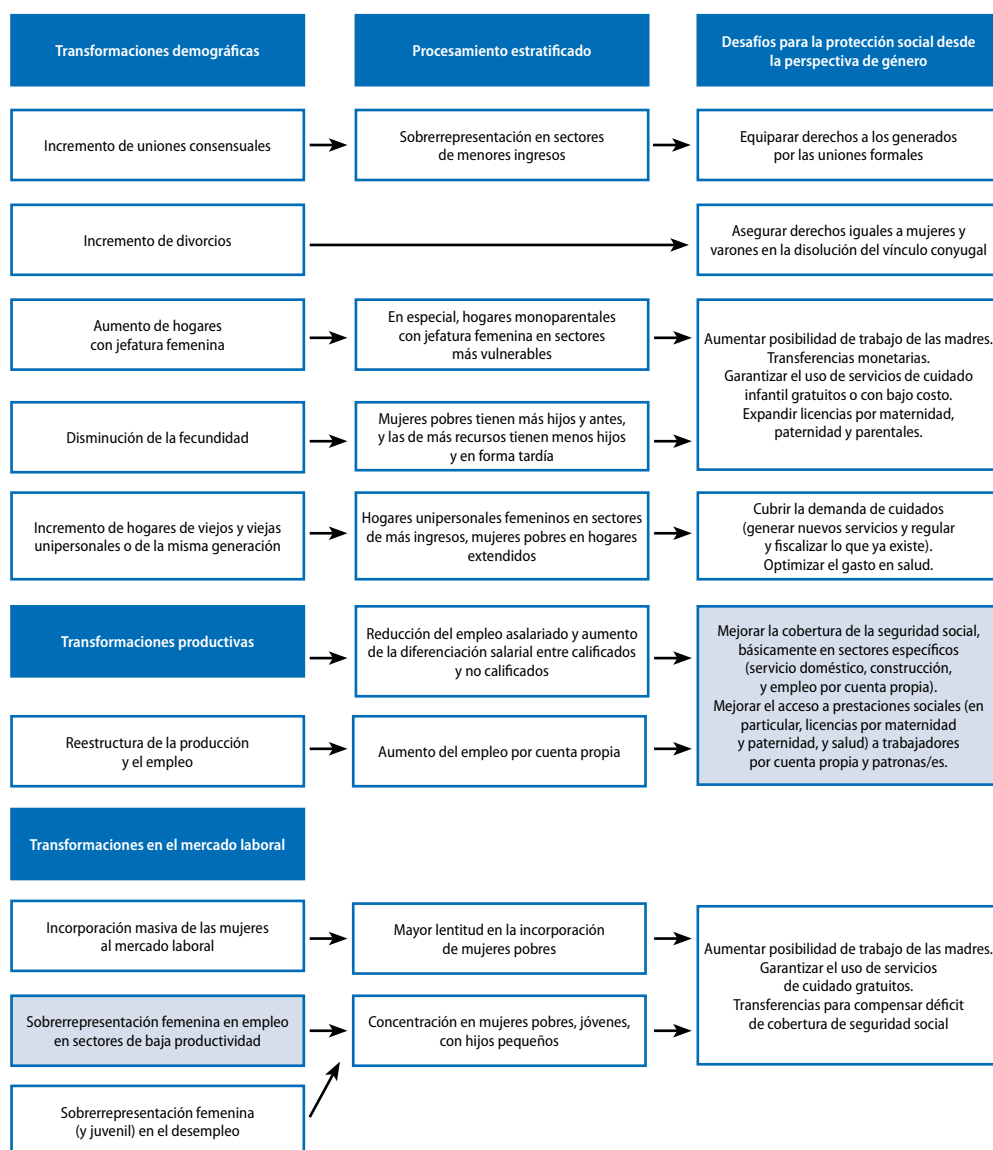 Transformaciones demográficas
Procesamiento estratificado
Desafíos para la protección social desde
la perspectiva de género
Incremento de uniones consensuales
Sobrerrepresentación en sectores
de menores ingresos
Equiparar derechos a los generados
por las uniones formales
Incremento de divorcios
Asegurar derechos iguales a mujeres y
varones en la disolución del vínculo conyugal
Aumento de hogares
con jefatura femenina
En especial, hogares monoparentales
con jefatura femenina en sectores
más vulnerables
Aumentar posibilidad de trabajo de las madres.
Transferencias monetarias.
Garantizar el uso de servicios de cuidado
infantil gratuitos o con bajo costo.
Expandir licencias por maternidad,
paternidad y parentales.
Disminución de la fecundidad
Mujeres pobres tienen más hijos y antes,
y las de más recursos tienen menos hijos
y en forma tardía
Incremento de hogares de viejos y viejas
unipersonales o de la misma generación
Hogares unipersonales femeninos en sectores
de más ingresos, mujeres pobres en hogares
extendidos
Cubrir la demanda de cuidados
(generar nuevos servicios y regular
y fiscalizar lo que ya existe).
Optimizar el gasto en salud.
Transformaciones productivas
Reducción del empleo asalariado y aumento
de la diferenciación salarial entre calificados
y no calificados
Mejorar la cobertura de la seguridad social,
básicamente en sectores específicos
(servicio doméstico, construcción,
y empleo por cuenta propia).
Mejorar el acceso a prestaciones sociales (en
particular, licencias por maternidad
y paternidad, y salud) a trabajadores
por cuenta propia y patronas/es.
Reestructura de la producción
y el empleo
Aumento del empleo por cuenta propia
Transformaciones en el mercado laboral
Incorporación masiva de las mujeres
al mercado laboral
Mayor lentitud en la incorporación
de mujeres pobres
Aumentar posibilidad de trabajo de las madres.
Garantizar el uso de servicios
de cuidado gratuitos.
Transferencias para compensar déficit
de cobertura de seguridad social
Sobrerrepresentación femenina en empleo
en sectores de baja productividad
Concentración en mujeres pobres, jóvenes,
con hijos pequeños
Sobrerrepresentación femenina
(y juvenil) en el desempleo